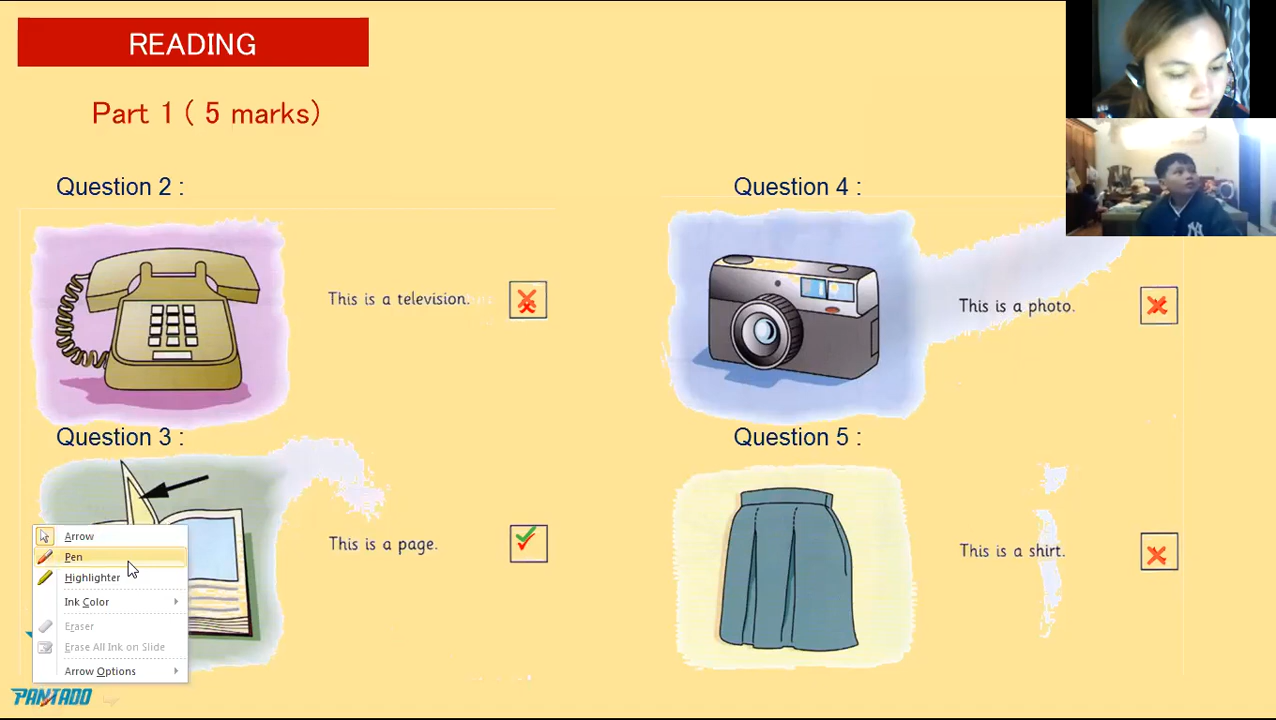 READING
Part 1 ( 5 marks)
Question 2 :
This is a television.
Question 3 :
This is a page.
Question 4 :
This is a photo.
Question 5 :
This is a shirt.
Arrow
Pen
Highlighter
Ink Color
Eraser
Erase All Ink on Slide
Arrow Options
PANTADO
NY